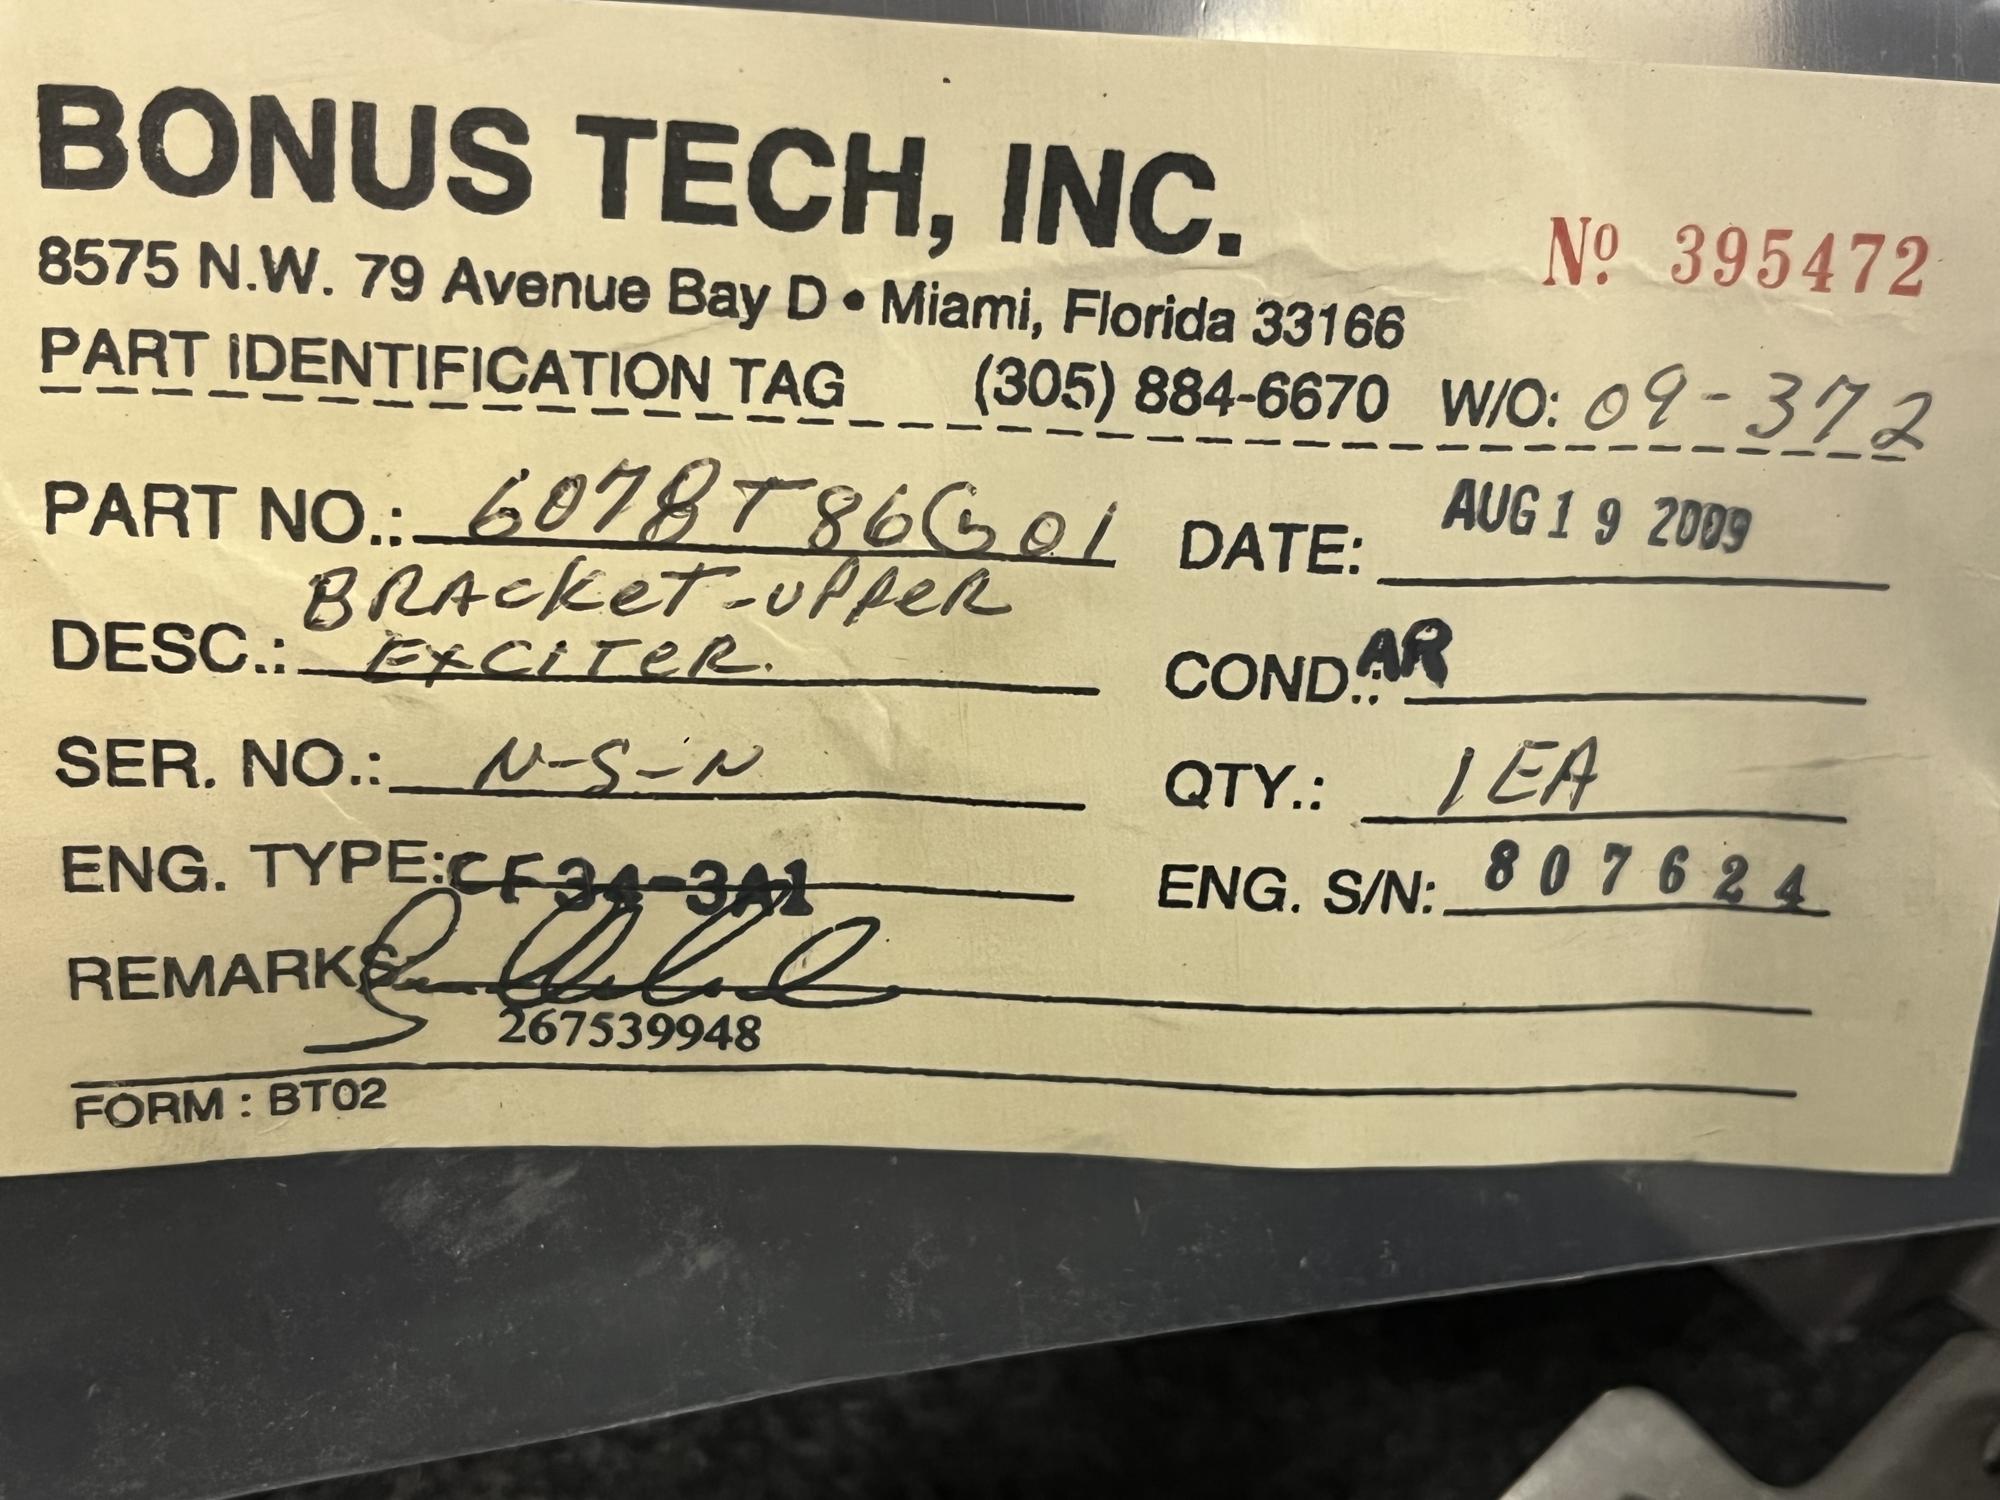 BONUS TECH, INC.
8575 N.W. 79 Avenue Bay D • Miami, Florida 33166
Nº 395472
PART IDENTIFICATION TAG (305) 884-6670 W/O: 09-372
PART NO.: 6078T86G01 DATE: AUG 19 2009
BRACKET-UPPER
DESC.: EXCITER. COND.: AR
SER. NO.: N-S-N QTY.: 1 EA
ENG. TYPE: CF34-3A1 ENG. S/N: 807624
REMARKS:
267539948
FORM : BT02